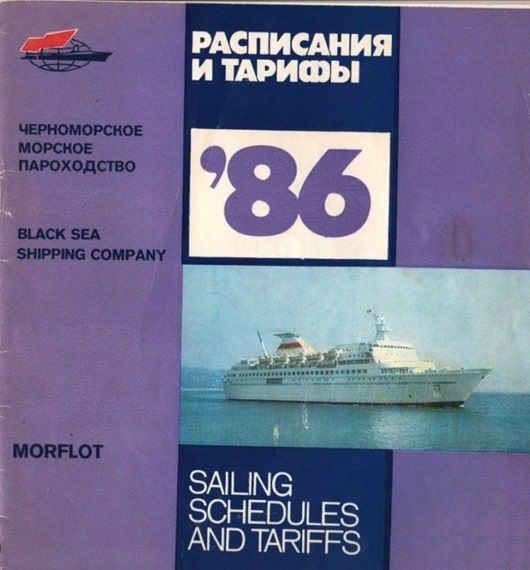 РАСПИСАНИЯ
И ТАРИФЫ
ЧЕРНОМОРСКОЕ
МОРСКОЕ
ПАРОХОДСТВО
'86
BLACK SEA
SHIPPING COMPANY
MORFLOT
SAILING
SCHEDULES
AND TARIFFS